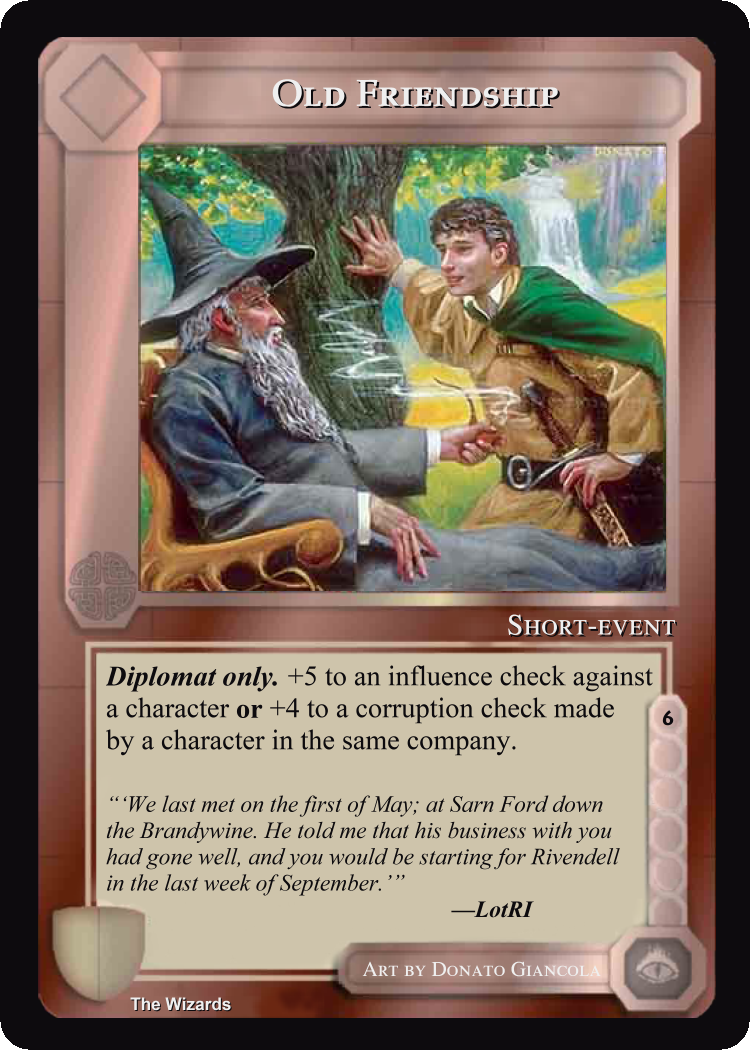 Old Friendship
DONATO
Short-event
Diplomat only. +5 to an influence check against
a character or +4 to a corruption check made
by a character in the same company.
6
“‘We last met on the first of May; at Sarn Ford down
the Brandywine. He told me that his business with you
had gone well, and you would be starting for Rivendell
in the last week of September.’”
—LotRI
Art by Donato Giancola
The Wizards